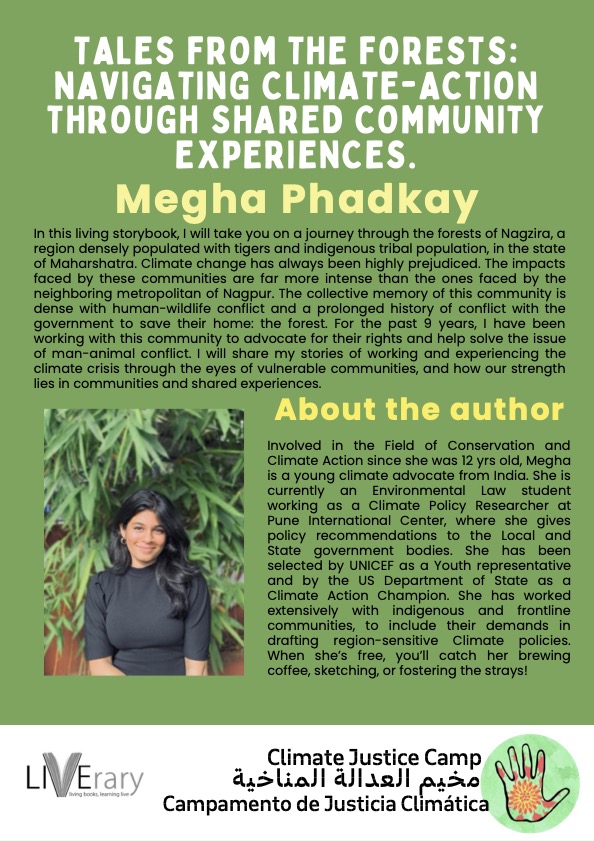 TALES FROM THE FORESTS:
NAVIGATING CLIMATE-ACTION
THROUGH SHARED COMMUNITY
EXPERIENCES.
Megha Phadkay
In this living storybook, I will take you on a journey through the forests of Nagzira, a
region densely populated with tigers and indigenous tribal population, in the state
of Maharshatra. Climate change has always been highly prejudiced. The impacts
faced by these communities are far more intense than the ones faced by the
neighboring metropolitan of Nagpur. The collective memory of this community is
dense with human-wildlife conflict and a prolonged history of conflict with the
government to save their home: the forest. For the past 9 years, I have been
working with this community to advocate for their rights and help solve the issue
of man-animal conflict. I will share my stories of working and experiencing the
climate crisis through the eyes of vulnerable communities, and how our strength
lies in communities and shared experiences.
About the author
Involved in the Field of Conservation and
Climate Action since she was 12 yrs old, Megha
is a young climate advocate from India. She is
currently an Environmental Law student
working as a Climate Policy Researcher at
Pune International Center, where she gives
policy recommendations to the Local and
State government bodies. She has been
selected by UNICEF as a Youth representative
and by the US Department of State as a
Climate Action Champion. She has worked
extensively with indigenous and frontline
communities, to include their demands in
drafting region-sensitive Climate policies.
When she's free, you'll catch her brewing
coffee, sketching, or fostering the strays!
LIVErary
living books, learning live
Climate Justice Camp
مخيم العدالة المناخية
Campamento de Justicia Climática